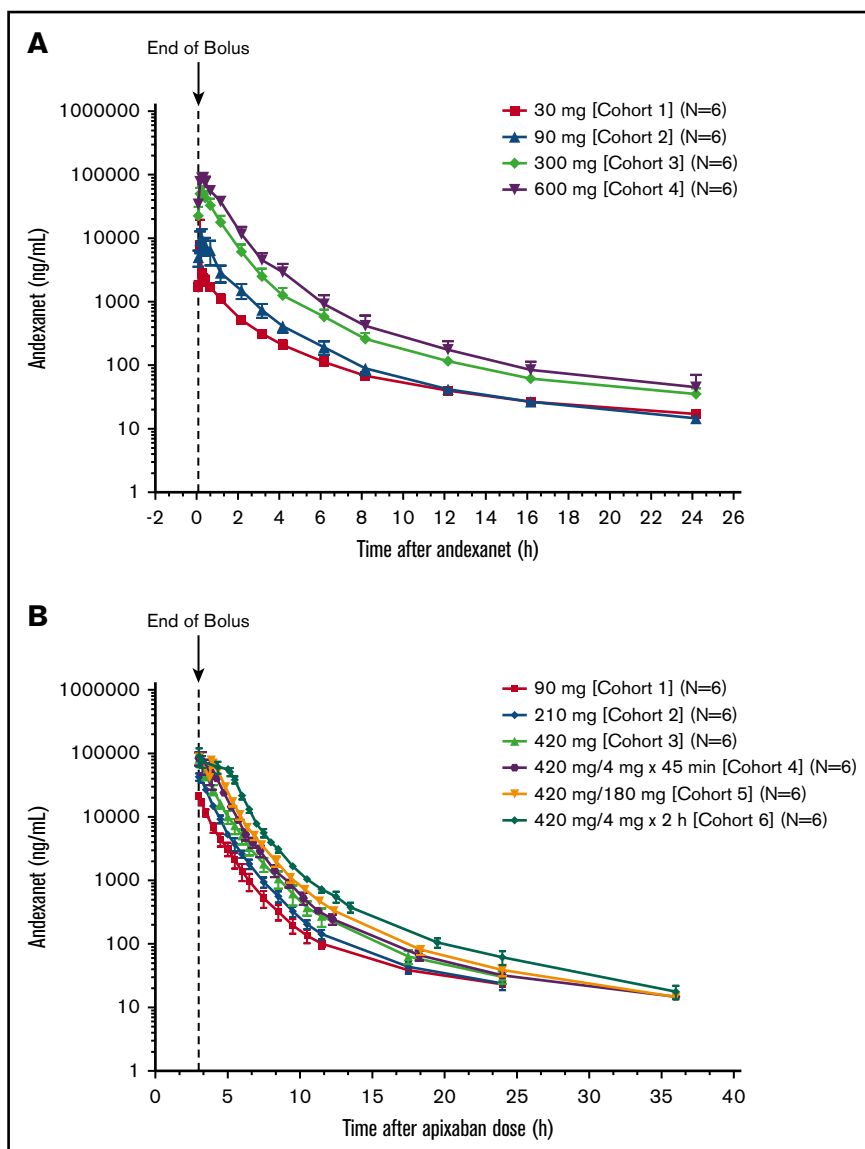 A
End of Bolus
1000000
100000
10000
1000
100
10
1
Andexanet (ng/mL)
30 mg [Cohort 1] (N=6)
90 mg [Cohort 2] (N=6)
300 mg [Cohort 3] (N=6)
600 mg [Cohort 4] (N=6)
-2 0 2 4 6 8 10 12 14 16 18 20 22 24 26
Time after andexanet (h)
B
End of Bolus
1000000
100000
10000
1000
100
10
1
Andexanet (ng/mL)
90 mg [Cohort 1] (N=6)
210 mg [Cohort 2] (N=6)
420 mg [Cohort 3] (N=6)
420 mg/4 mg x 45 min [Cohort 4] (N=6)
420 mg/180 mg [Cohort 5] (N=6)
420 mg/4 mg x 2 h [Cohort 6] (N=6)
0 5 10 15 20 25 30 35 40
Time after apixaban dose (h)